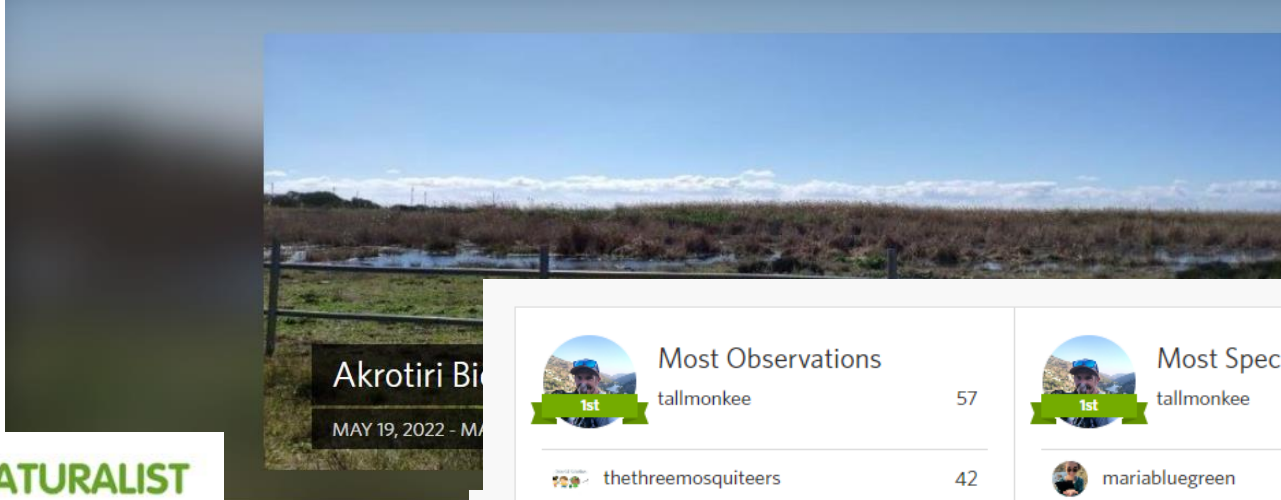 Akrotiri Bi
MAY 19, 2022 - MA
ATURALIST
Most Observations
1st
tallmonkee 57
thethreemosquiteers 42
Most Spec
1st
tallmonkee
mariabluegreen